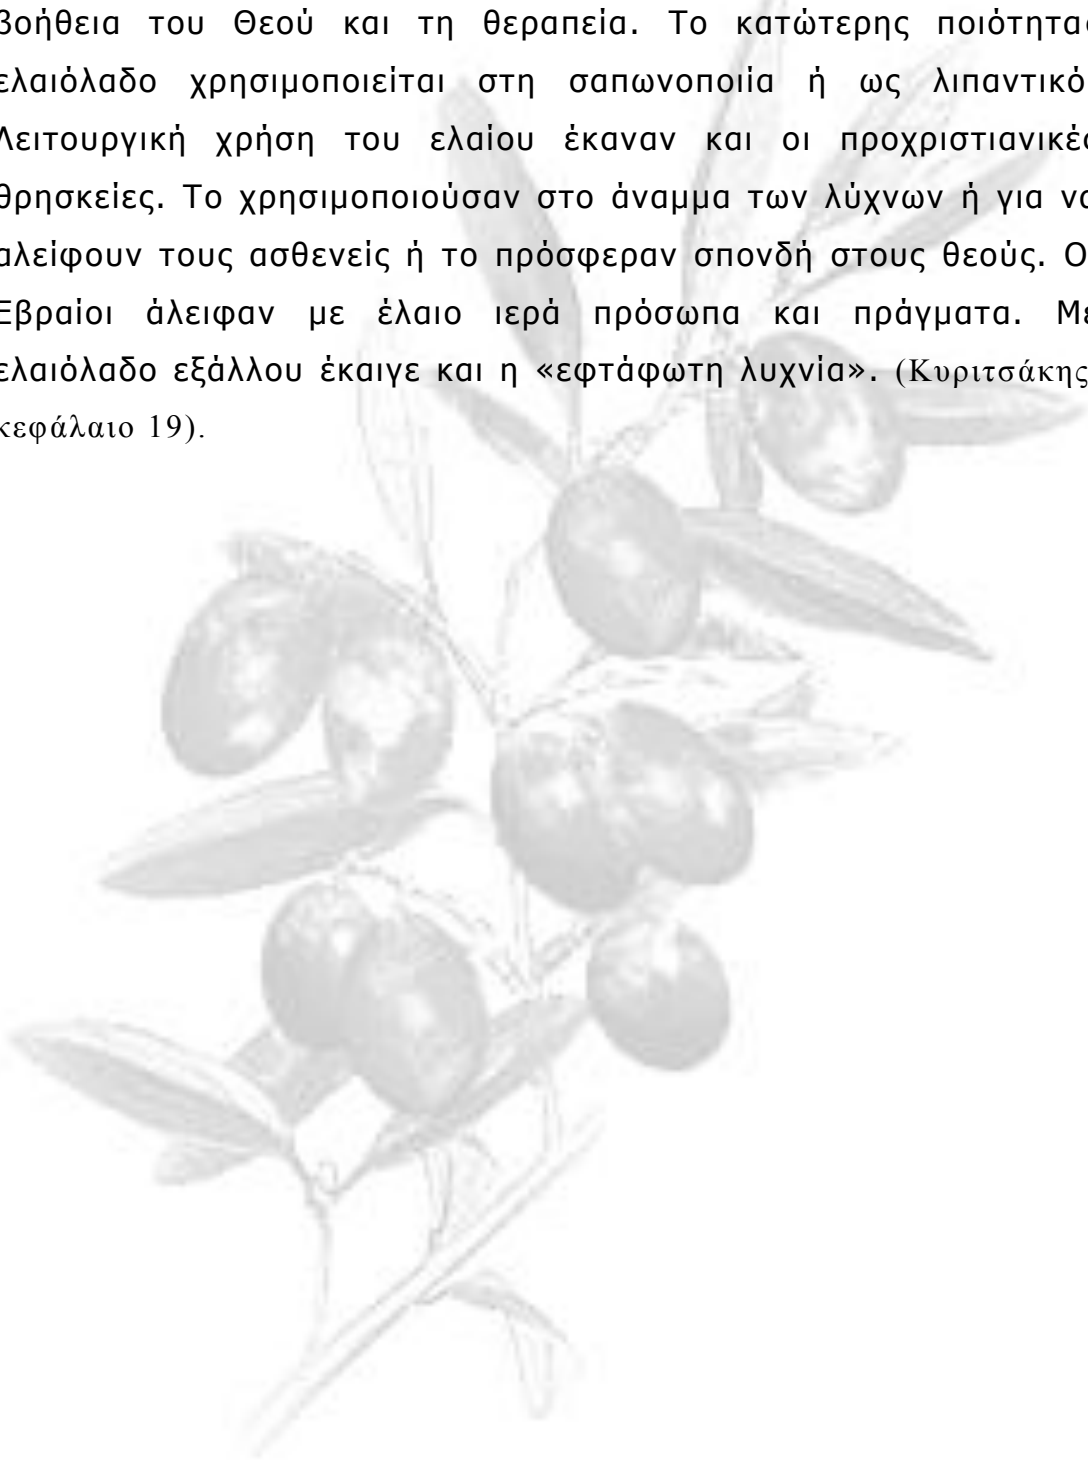 βοήθεια του Θεού και τη θεραπεία. Το κατώτερης ποιότητας
ελαιόλαδο χρησιμοποιείται στη σαπωνοποιία ή ως λιπαντικό
Λειτουργική χρήση του ελαίου έκαναν και οι προχριστιανικές
θρησκείες. Το χρησιμοποιούσαν στο άναμμα των λύχνων ή για να
αλείφουν τους ασθενείς ή το πρόσφεραν σπονδή στους θεούς. Ο
Εβραίοι άλειφαν με έλαιο ιερά πρόσωπα και πράγματα. Με
ελαιόλαδο εξάλλου έκαιγε και η «εφτάφωτη λυχνία». (Κυριτσάκης
κεφάλαιο 19).